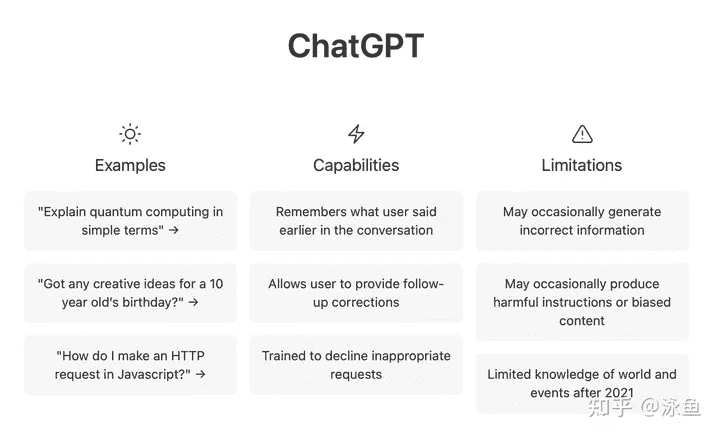 ChatGPT
Examples
"Explain quantum computing in
simple terms" →
"Got any creative ideas for a 10
year old's birthday?" →
"How do I make an HTTP
request in Javascript?" →
Capabilities
Remembers what user said
earlier in the conversation
Allows user to provide follow-
up corrections
Trained to decline inappropriate
requests
Limitations
May occasionally generate
incorrect information
May occasionally produce
harmful instructions or biased
content
Limited knowledge of world and
events after 2021
知乎 @泳鱼